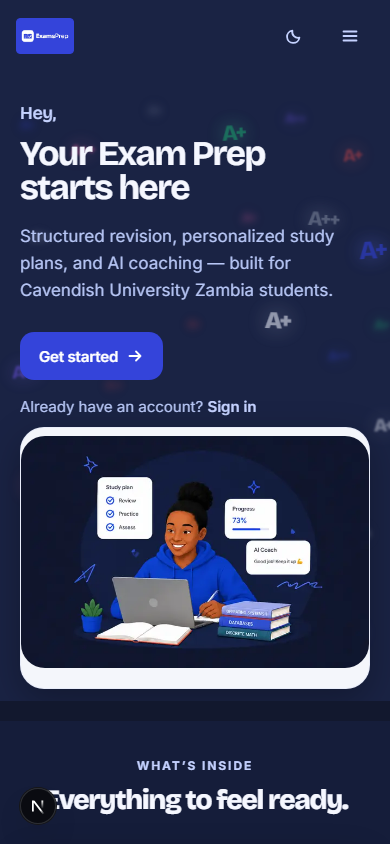 ExamsPrep
Hey,
Your Exam Prep
starts here
Structured revision, personalized study
plans, and AI coaching — built for
Cavendish University Zambia students.
Get started →
Already have an account? Sign in
A+
A+
A++
A+
A+
Study plan
Review
Practice
Assess
Progress
73%
AI Coach
Good job! Keep it up 💪
OPERATING SYSTEMS
DATABASES
DISCRETE MATH
WHAT'S INSIDE
Everything to feel ready.
N